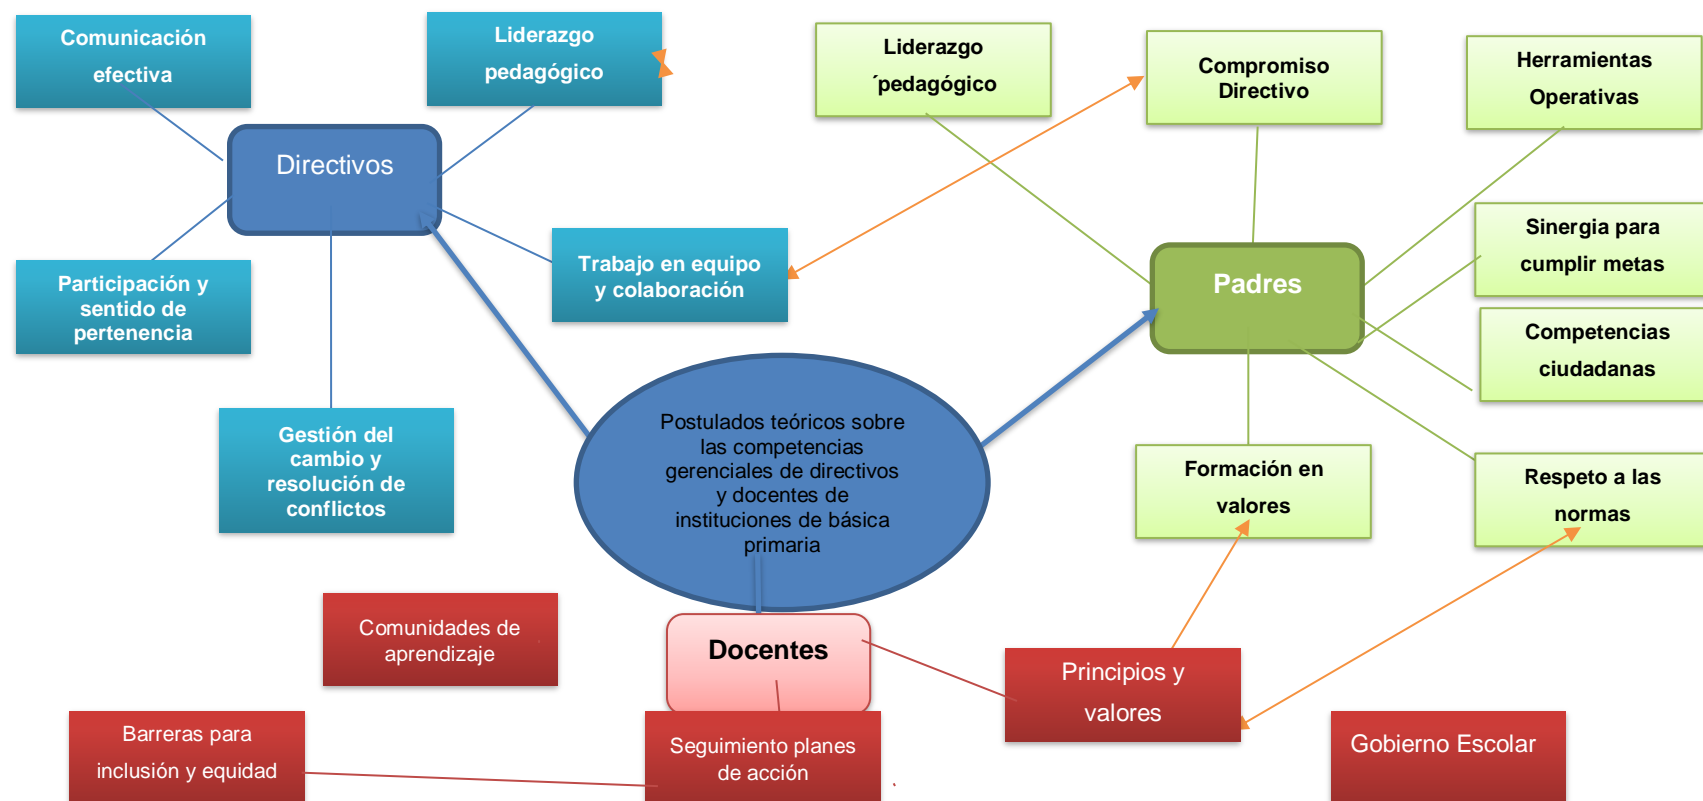 Comunicación
efectiva
Liderazgo
pedagógico
Liderazgo
´pedagógico
Compromiso
Directivo
Herramientas
Operativas
Directivos
Participación y
sentido de
pertenencia
Trabajo en equipo
y colaboración
Padres
Sinergia para
cumplir metas
Competencias
ciudadanas
Gestión del
cambio y
resolución de
conflictos
Postulados teóricos sobre
las competencias
gerenciales de directivos
y docentes de
instituciones de básica
primaria
Formación en
valores
Respeto a las
normas
Comunidades de
aprendizaje
Docentes
Principios y
valores
Barreras para
inclusión y equidad
Seguimiento planes
de acción
Gobierno Escolar